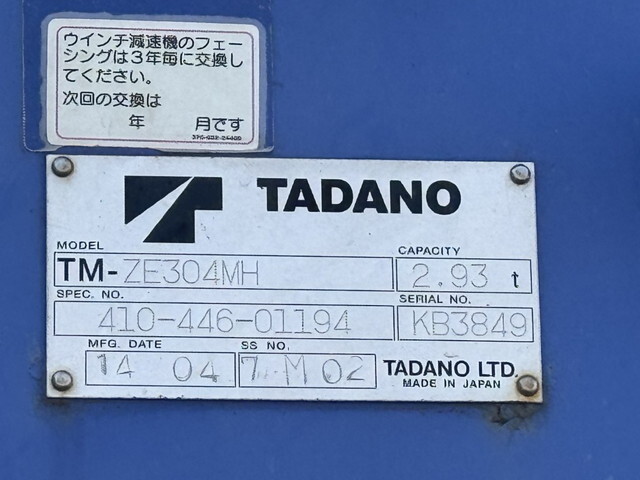 ウインチ減速機のフェー
シングは3年毎に交換し
てください。
次回の交換は
年 月です
TADANO
MODEL
TM-ZE304MH
CAPACITY
2.93 t
SPEC. NO.
410-446-01194
SERIAL NO.
KB3849
MFG. DATE
14 04
SS NO.
7 M 02
TADANO LTD.
MADE IN JAPAN